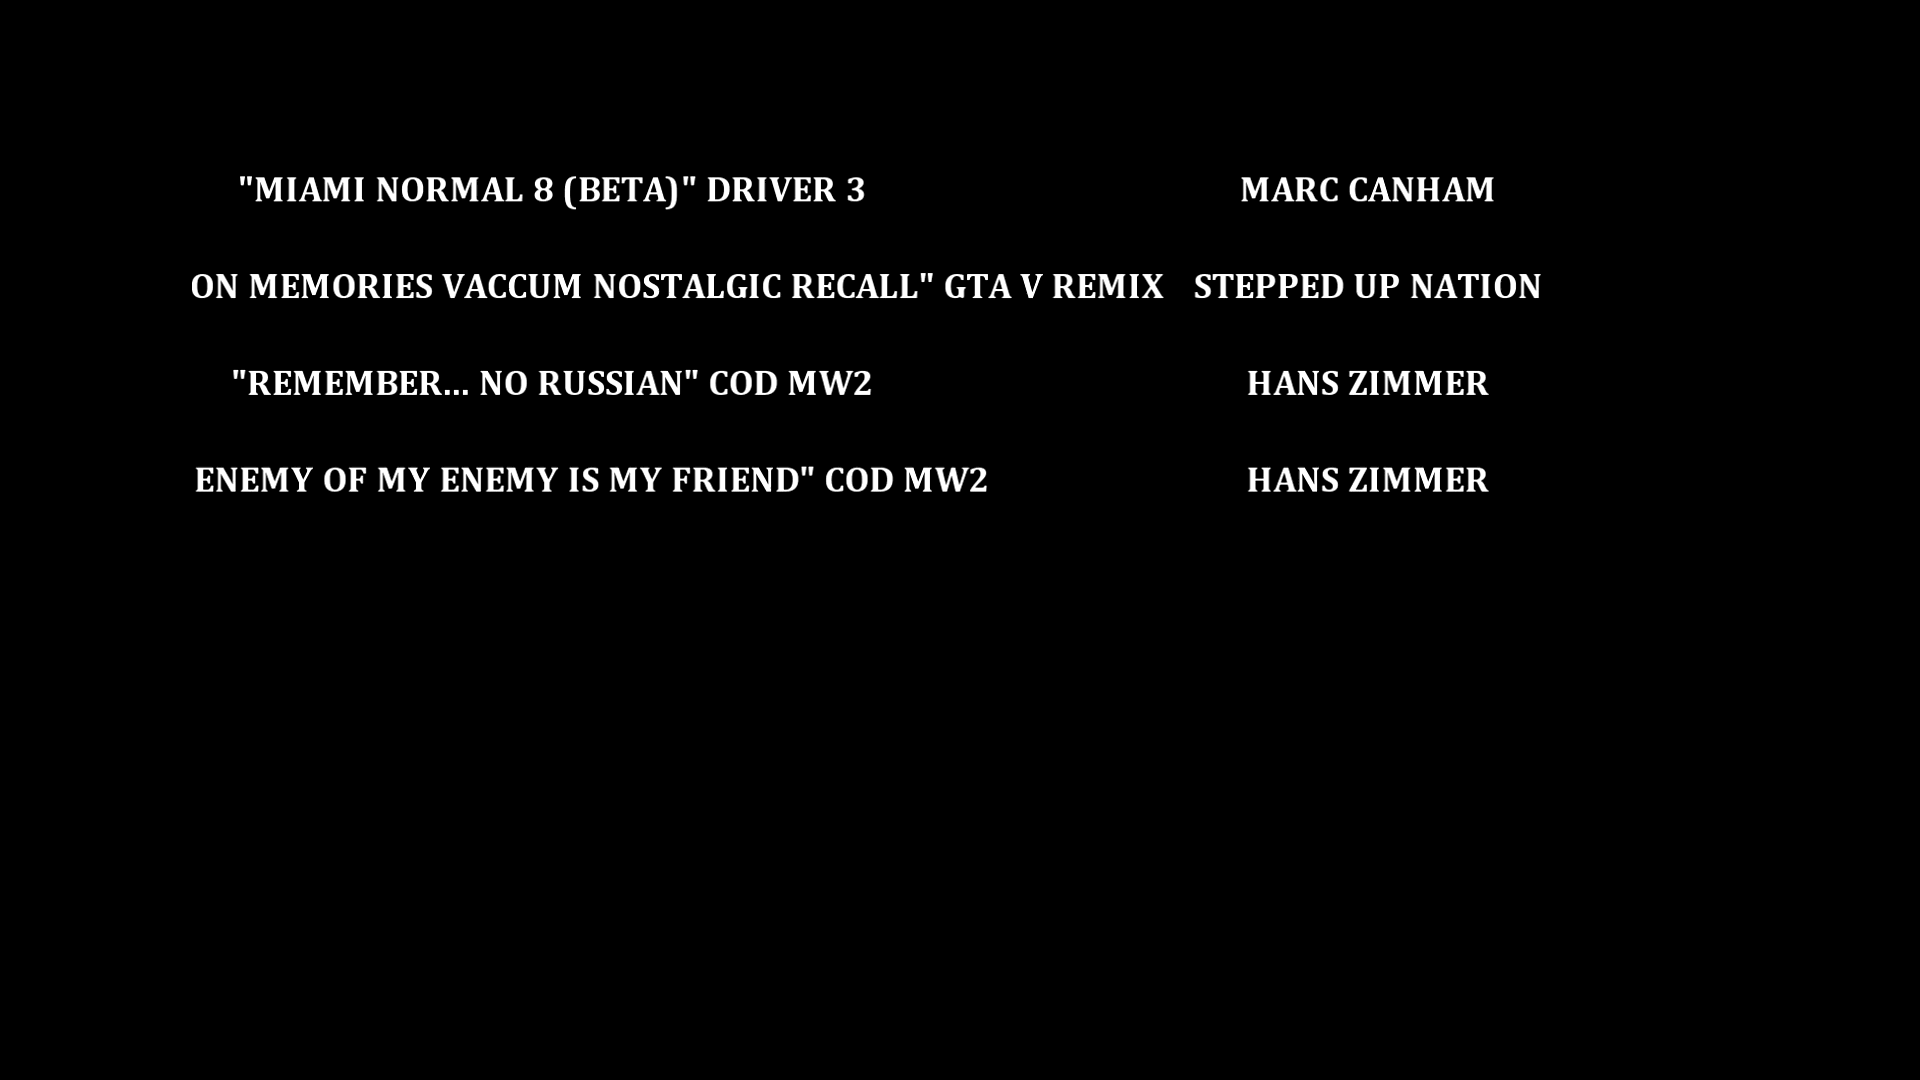 "MIAMI NORMAL 8 (BETA)" DRIVER 3 MARC CANHAM
ON MEMORIES VACCUM NOSTALGIC RECALL" GTA V REMIX STEPPED UP NATION
"REMEMBER... NO RUSSIAN" COD MW2 HANS ZIMMER
ENEMY OF MY ENEMY IS MY FRIEND" COD MW2 HANS ZIMMER